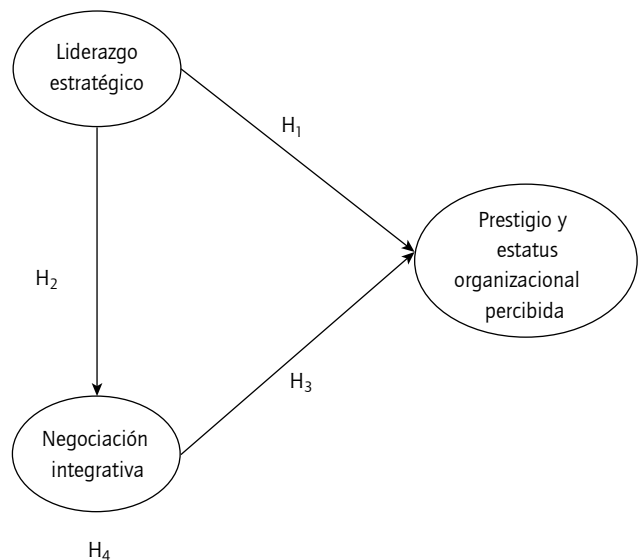 Liderazgo
estratégico
H₁
Prestigio y
estatus
organizacional
percibida
H₂
H₃
Negociación
integrativa
H₄